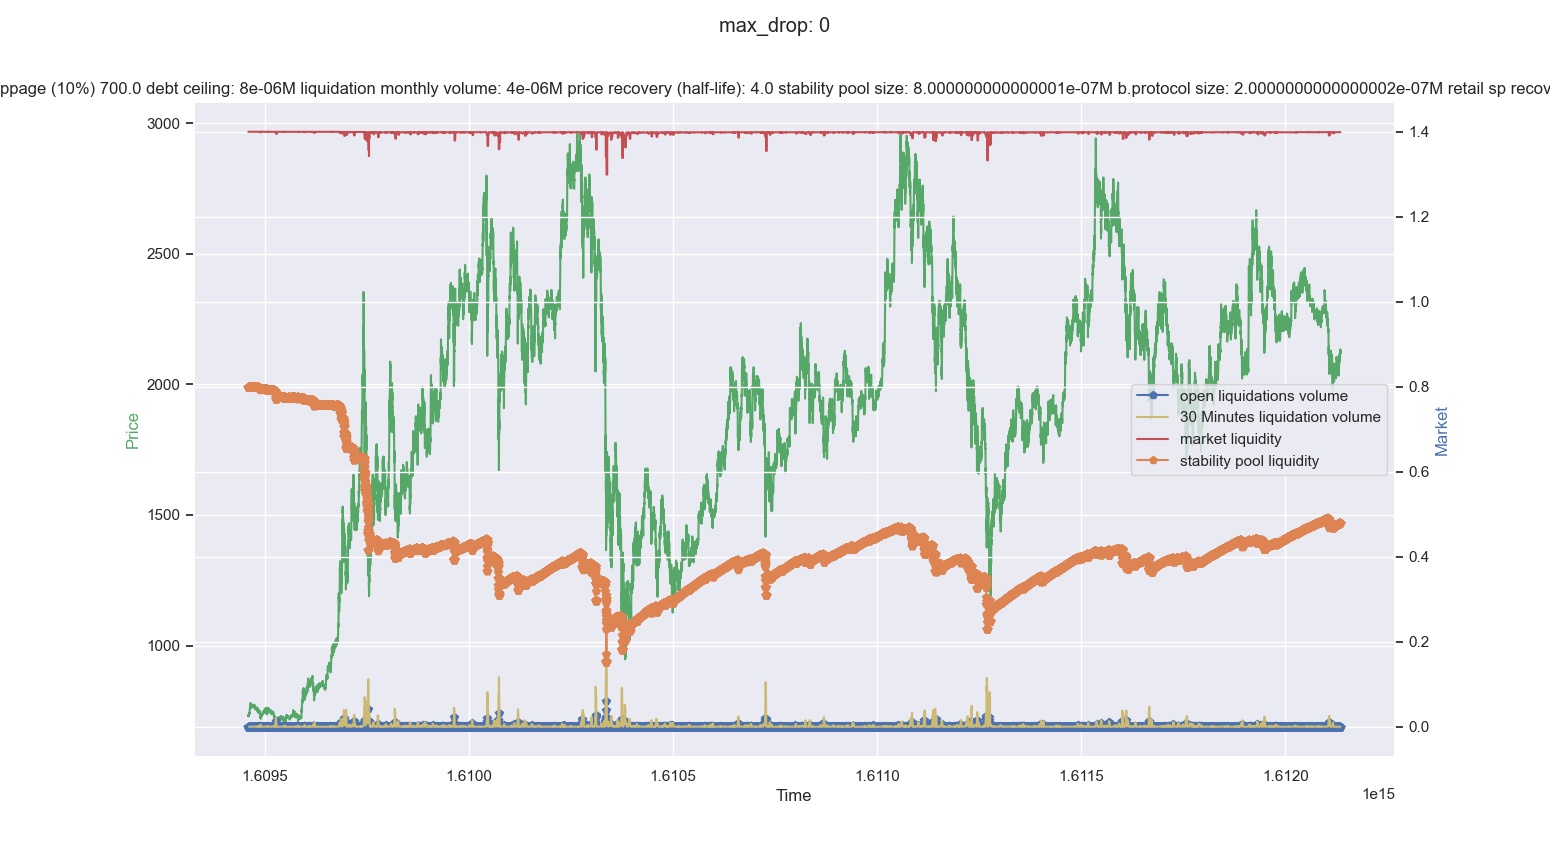 max_drop: 0
ppage (10%) 700.0 debt ceiling: 8e-06M liquidation monthly volume: 4e-06M price recovery (half-life): 4.0 stability pool size: 8.000000000000001e-07M b.protocol size: 2.0000000000000002e-07M retail sp recov
3000
2500
2000
1500
1000
Price
1.4
1.2
1.0
0.8
0.6
0.4
0.2
0.0
Market
open liquidations volume
30 Minutes liquidation volume
market liquidity
stability pool liquidity
1.6095
1.6100
1.6105
1.6110
1.6115
1.6120
Time
1e15